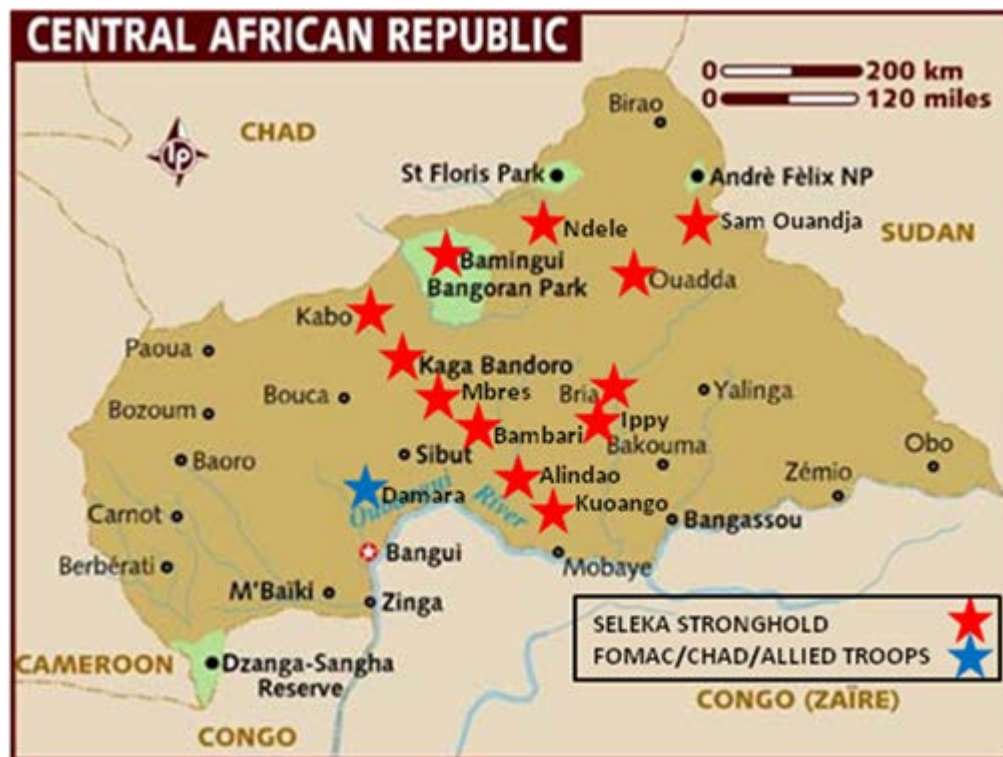 CENTRAL AFRICAN REPUBLIC
0 200 km
0 120 miles
Birao
CHAD
lp
St Floris Park
Andrè Fèlix NP
Ndele
Sam Ouandja
SUDAN
Bamingui
Bangoran Park
Ouadda
Kabo
Paoua
Kaga Bandoro
Bouca
Mbres
Bria
Yalinga
Bozoum
Ippy
Bambari
Bakouma
Obo
Baoro
Sibut
Alindao
Zémio
Damara
Oubangui River
Kuoango
Carnot
Bangassou
Bangui
Mobaye
Berbérati
M'Baïki
Zinga
SELEKA STRONGHOLD
FOMAC/CHAD/ALLIED TROOPS
CAMEROON
Dzanga-Sangha
Reserve
CONGO (ZAÏRE)
CONGO